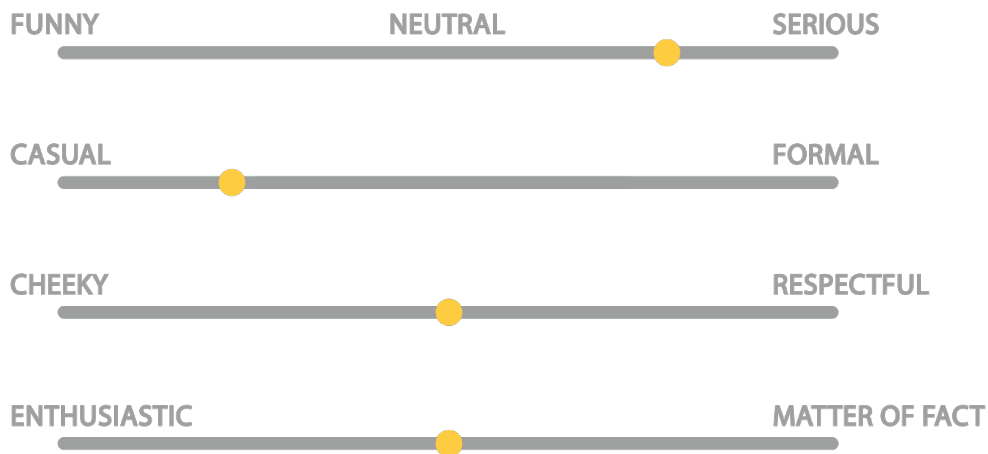 FUNNY NEUTRAL SERIOUS
CASUAL FORMAL
CHEEKY RESPECTFUL
ENTHUSIASTIC MATTER OF FACT